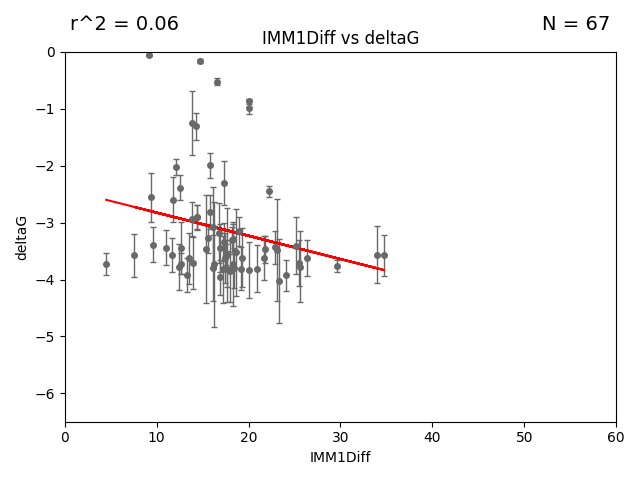 r^2 = 0.06
N = 67
IMM1Diff vs deltaG
0
−1
−2
−3
−4
−5
−6
deltaG
0 10 20 30 40 50 60
IMM1Diff